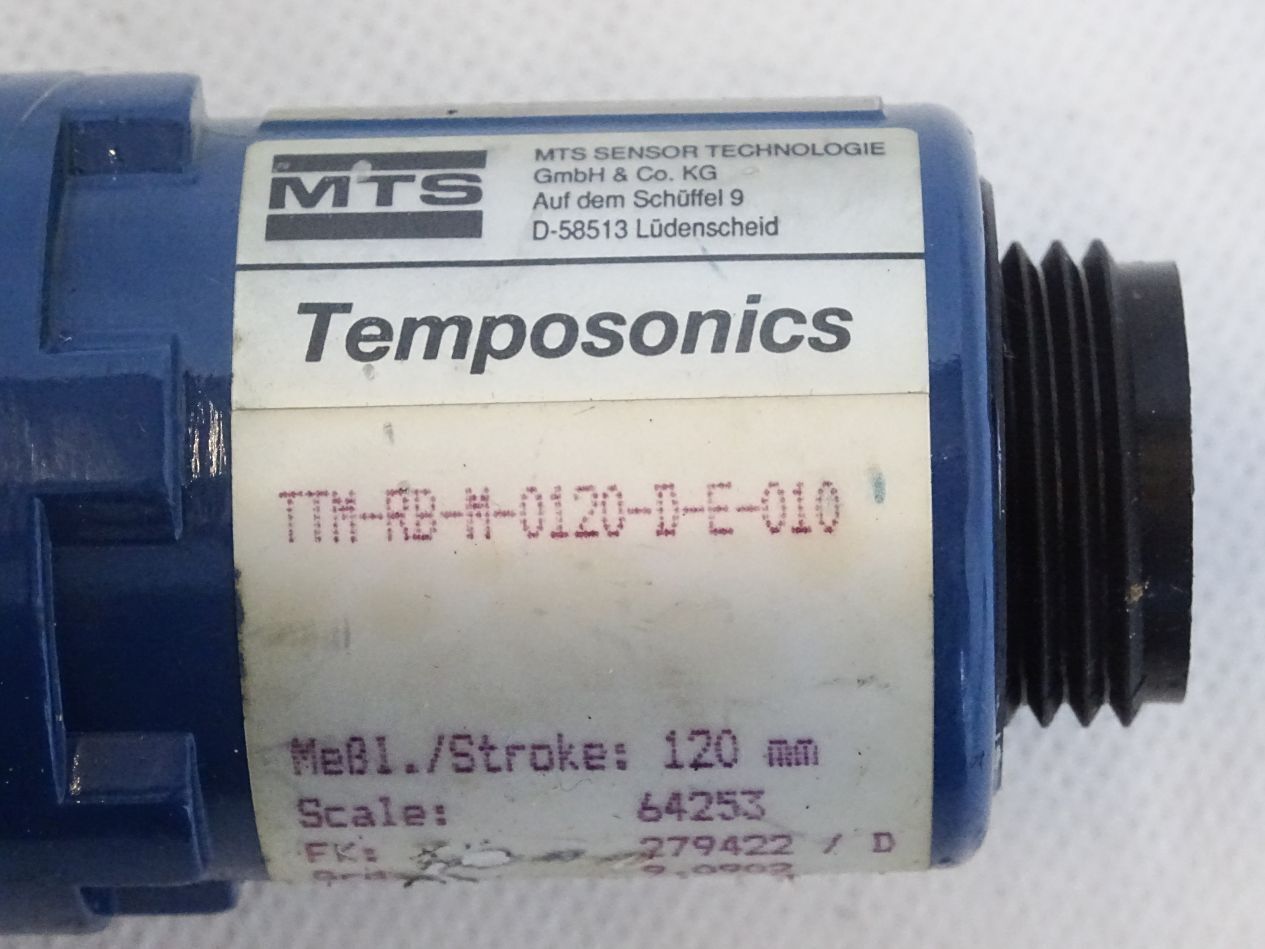 MTS
MTS SENSOR TECHNOLOGIE
GmbH & Co. KG
Auf dem Schüffel 9
D-58513 Lüdenscheid
Temposonics
TTM-RB-M-0120-D-E-010
Meßl./Stroke: 120 mm
Scale: 64253
FK: 279422 / D